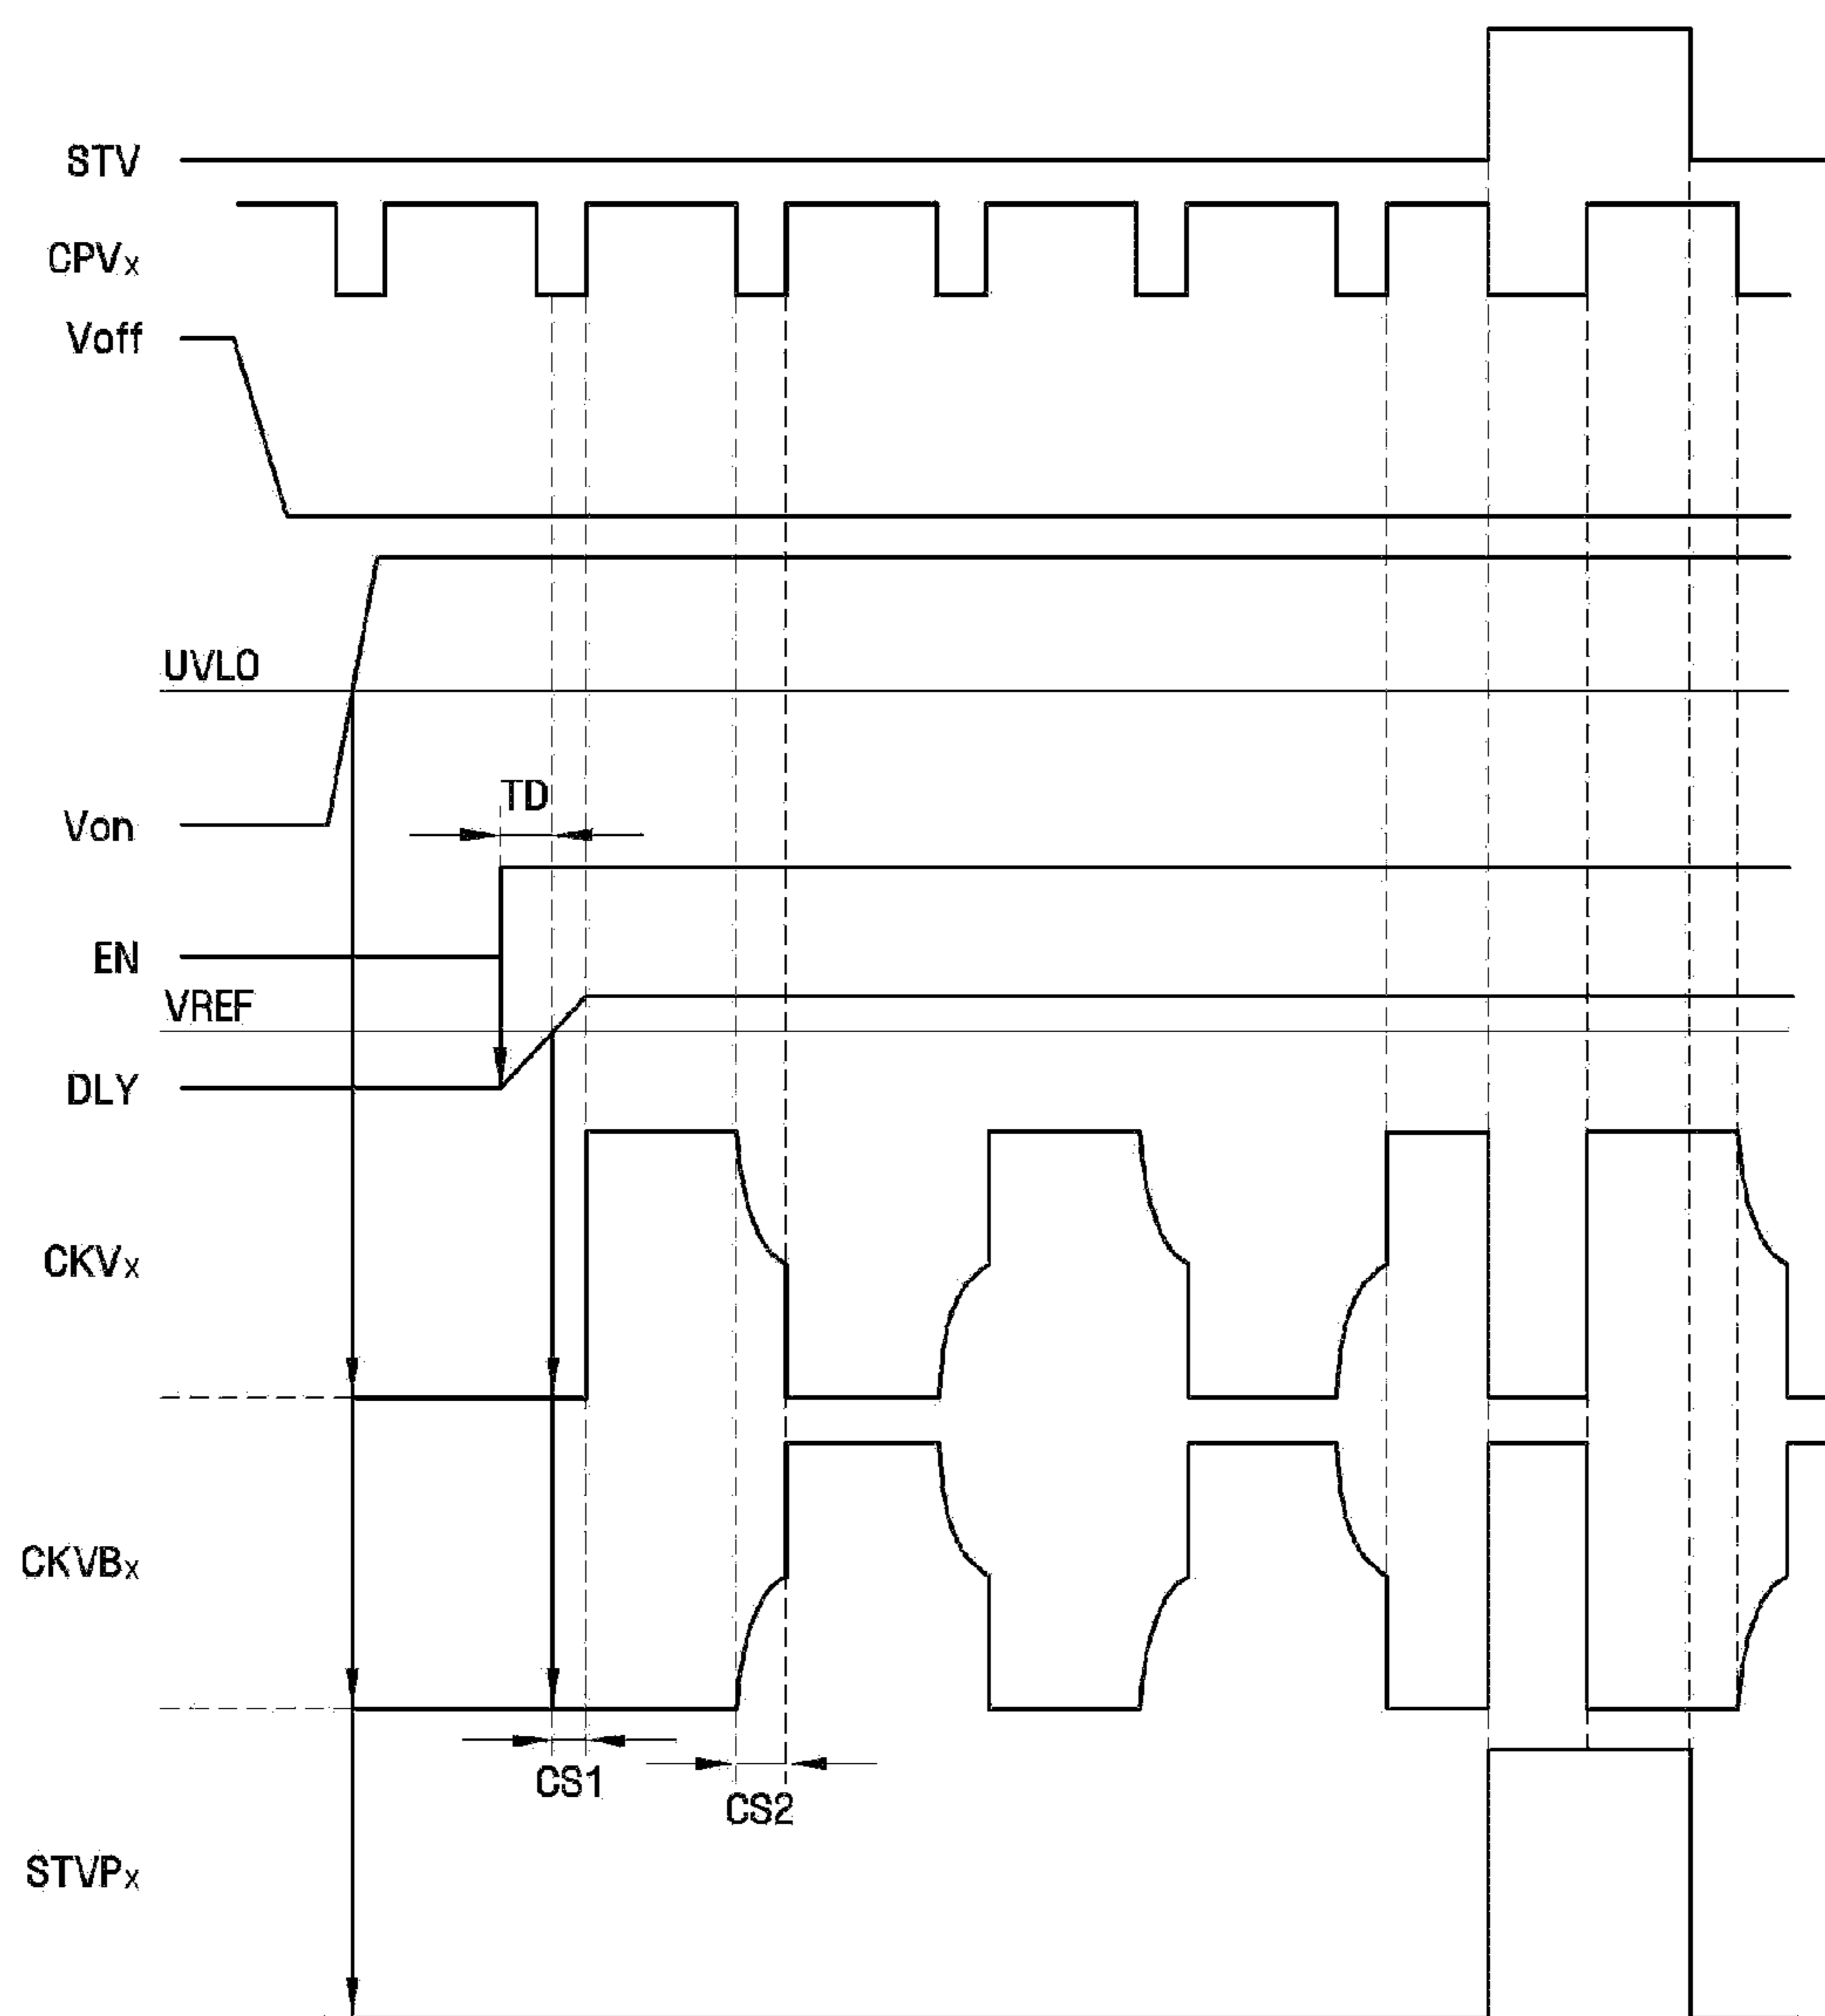 STV
CPVx
Voff
UVLO
TD
Von
EN
VREF
DLY
CKVx
CKVBx
CS1
CS2
STVPx